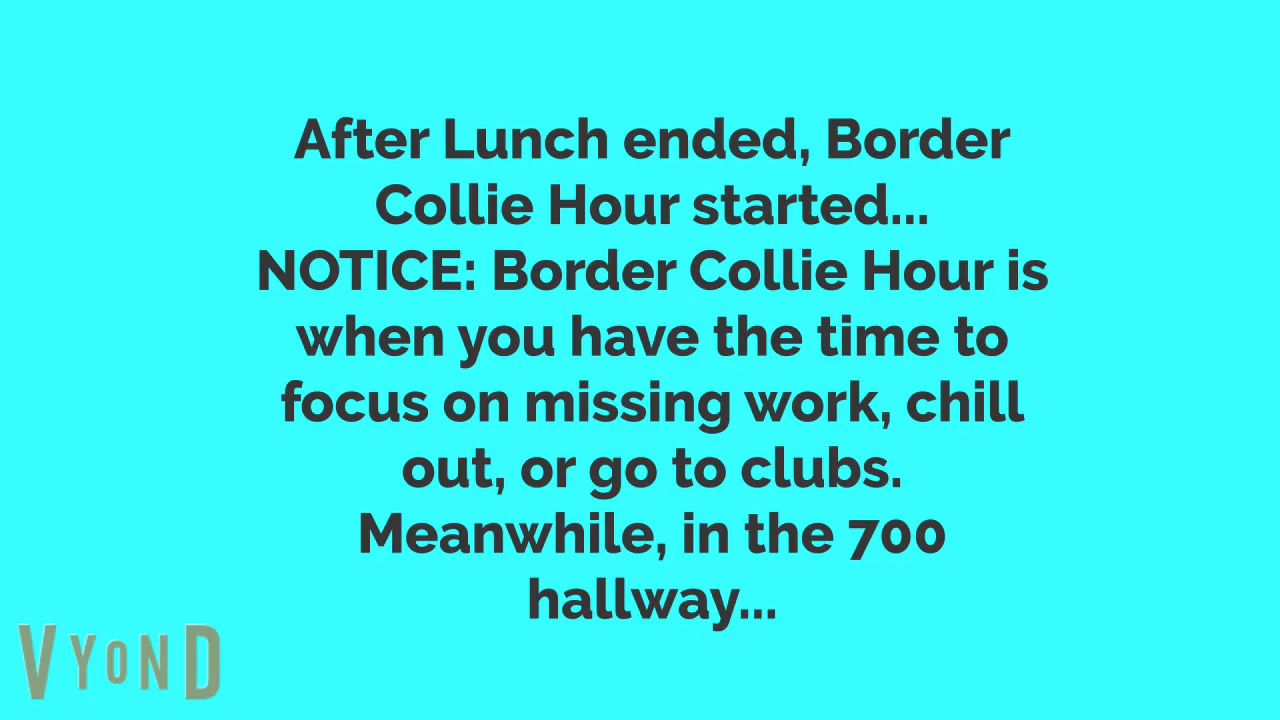 After Lunch ended, Border
Collie Hour started...
NOTICE: Border Collie Hour is
when you have the time to
focus on missing work, chill
out, or go to clubs.
Meanwhile, in the 700
hallway...
VYOND